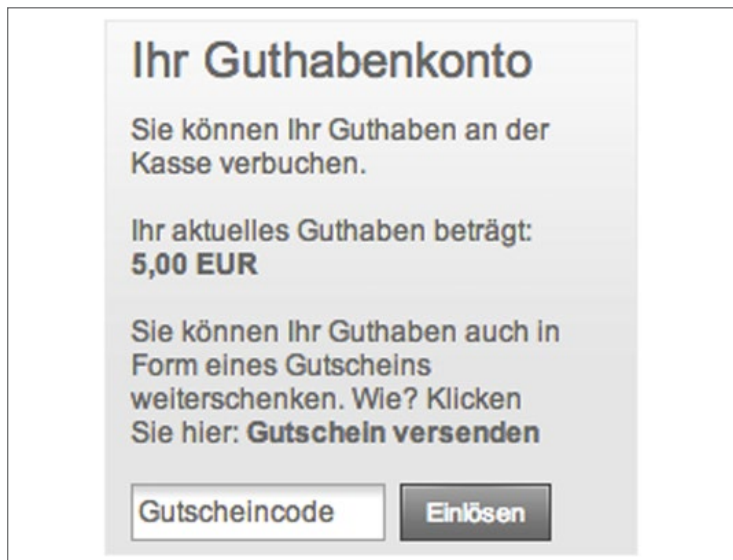 Ihr Guthabenkonto
Sie können Ihr Guthaben an der
Kasse verbuchen.
Ihr aktuelles Guthaben beträgt:
5,00 EUR
Sie können Ihr Guthaben auch in
Form eines Gutscheins
weiterschenken. Wie? Klicken
Sie hier: Gutschein versenden
Gutscheincode Einlösen